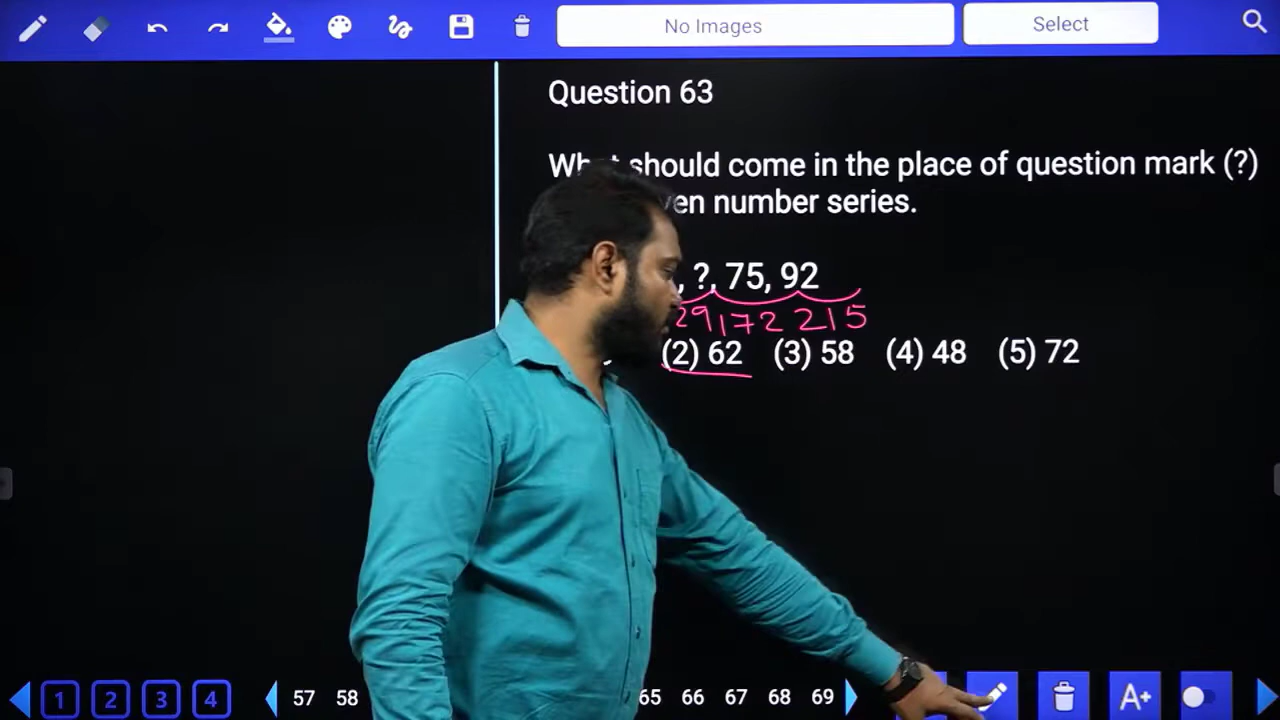 No Images
Select
Question 63
should come in the place of question mark (?)
number series.
, ?, 75, 92
29 172 215
(2) 62 (3) 58 (4) 48 (5) 72
1 2 3 4 57 58 65 66 67 68 69 A+